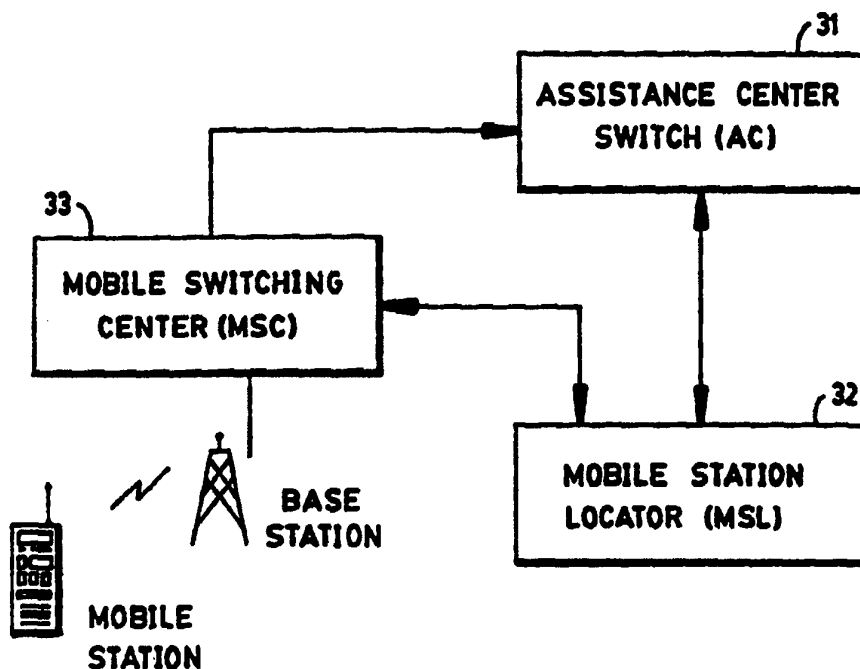 31
ASSISTANCE CENTER
SWITCH (AC)
33
MOBILE SWITCHING
CENTER (MSC)
32
MOBILE STATION
LOCATOR (MSL)
BASE
STATION
MOBILE
STATION